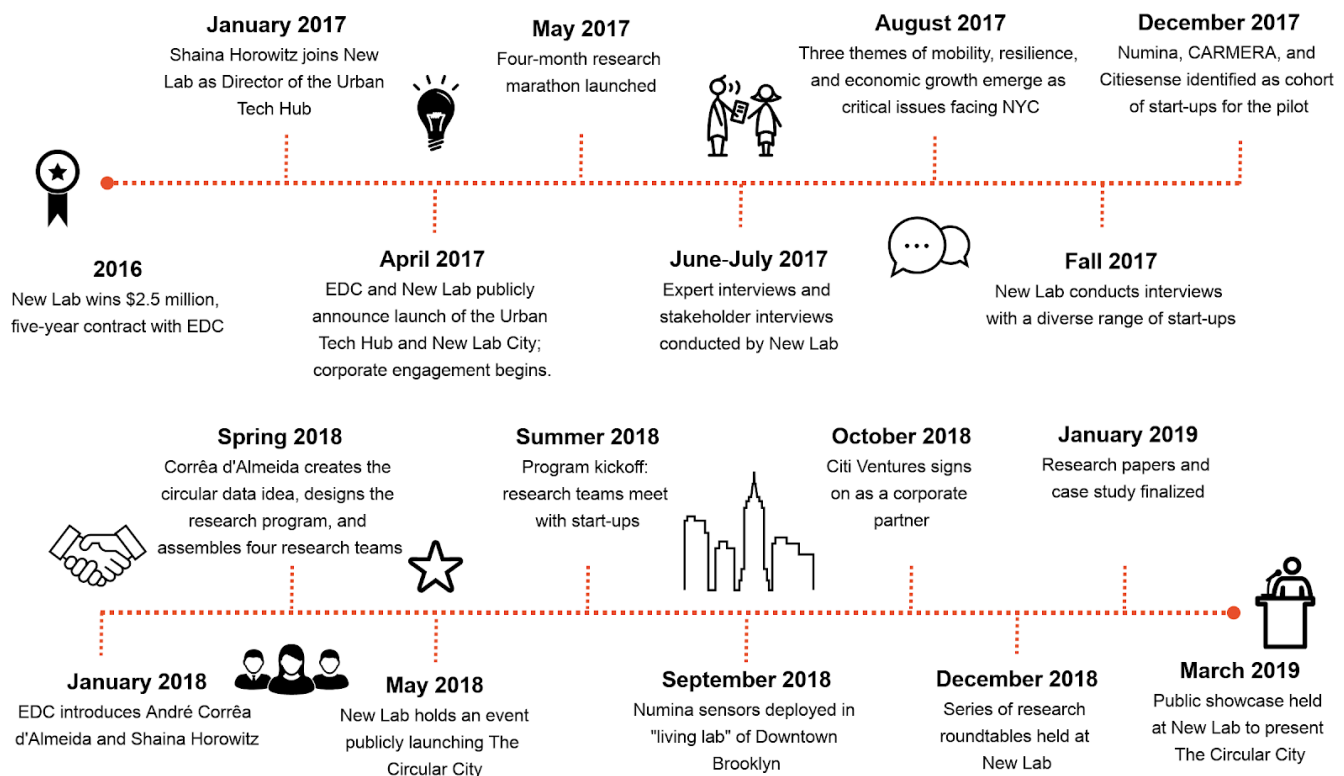 January 2017
Shaina Horowitz joins New
Lab as Director of the Urban
Tech Hub
May 2017
Four-month research
marathon launched
August 2017
Three themes of mobility, resilience,
and economic growth emerge as
critical issues facing NYC
December 2017
Numina, CARMERA, and
Citiesense identified as cohort
of start-ups for the pilot
2016
New Lab wins $2.5 million,
five-year contract with EDC
April 2017
EDC and New Lab publicly
announce launch of the Urban
Tech Hub and New Lab City;
corporate engagement begins.
June-July 2017
Expert interviews and
stakeholder interviews
conducted by New Lab
Fall 2017
New Lab conducts interviews
with a diverse range of start-ups
Spring 2018
Corrêa d'Almeida creates the
circular data idea, designs the
research program, and
assembles four research teams
Summer 2018
Program kickoff:
research teams meet
with start-ups
October 2018
Citi Ventures signs
on as a corporate
partner
January 2019
Research papers and
case study finalized
January 2018
EDC introduces André Corrêa
d'Almeida and Shaina Horowitz
May 2018
New Lab holds an event
publicly launching The
Circular City
September 2018
Numina sensors deployed in
"living lab" of Downtown
Brooklyn
December 2018
Series of research
roundtables held at
New Lab
March 2019
Public showcase held
at New Lab to present
The Circular City